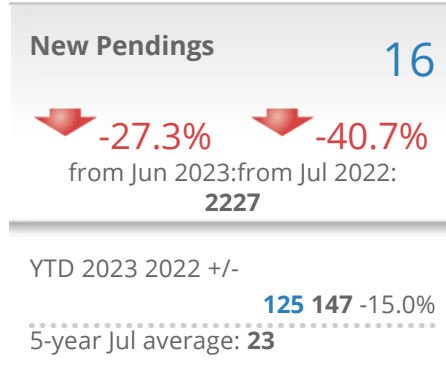 New Pendings
16
-27.3% -40.7%
from Jun 2023:from Jul 2022:
2227
YTD 2023 2022 +/-
125 147 -15.0%
5-year Jul average: 23